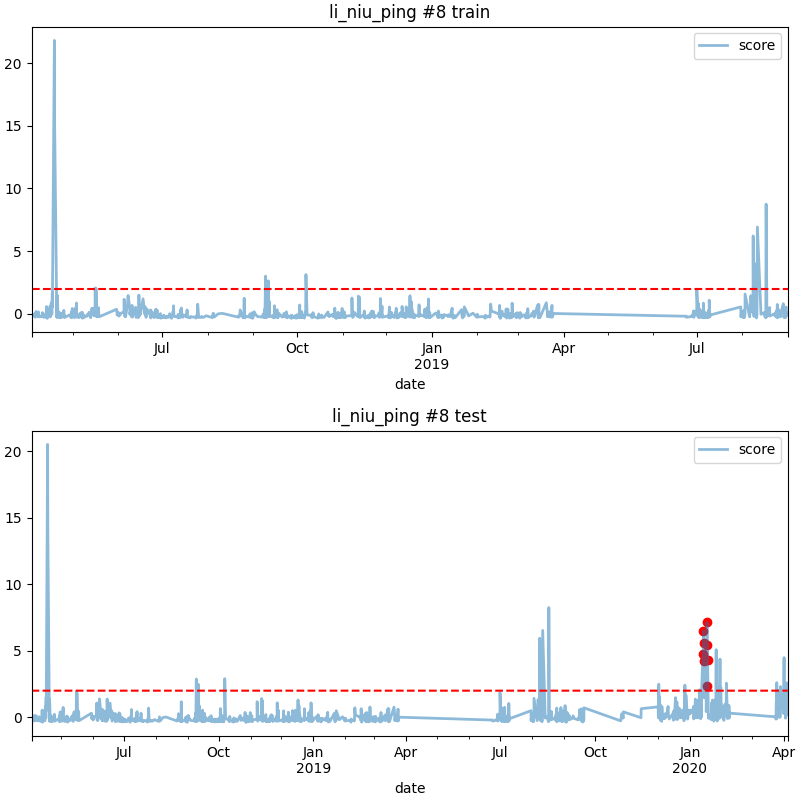 li_niu_ping #8 train
score
20
15
10
5
0
Jul
Oct
Jan
2019
Apr
Jul
date
li_niu_ping #8 test
score
20
15
10
5
0
Jul
Oct
Jan
2019
Apr
Jul
Oct
Jan
2020
Apr
date